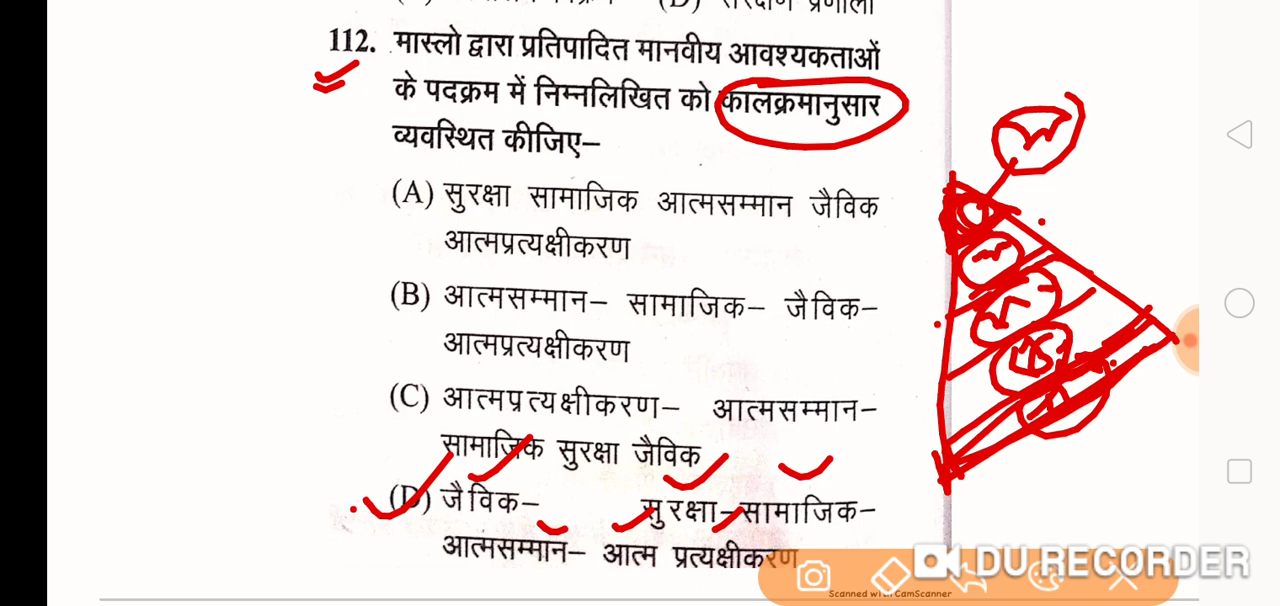 112. मास्लो द्वारा प्रतिपादित मानवीय आवश्यकताओं
के पदक्रम में निम्नलिखित को कालक्रमानुसार
व्यवस्थित कीजिए–
(A) सुरक्षा सामाजिक आत्मसम्मान जैविक
आत्मप्रत्यक्षीकरण
(B) आत्मसम्मान– सामाजिक– जैविक–
आत्मप्रत्यक्षीकरण
(C) आत्मप्रत्यक्षीकरण– आत्मसम्मान–
सामाजिक सुरक्षा जैविक
(D) जैविक– सुरक्षा–सामाजिक–
आत्मसम्मान– आत्म प्रत्यक्षीकरण
DU RECORDER
Scanned with CamScanner